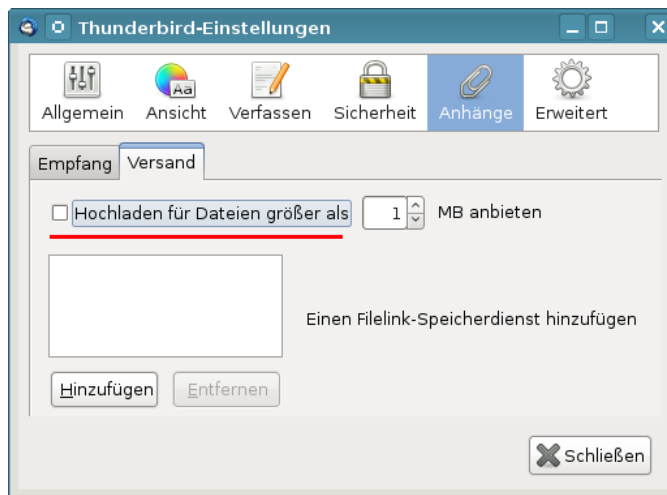 Thunderbird-Einstellungen
Allgemein Ansicht Verfassen Sicherheit Anhänge Erweitert
Empfang Versand
Hochladen für Dateien größer als 1 MB anbieten
Einen Filelink-Speicherdienst hinzufügen
Hinzufügen Entfernen
Schließen